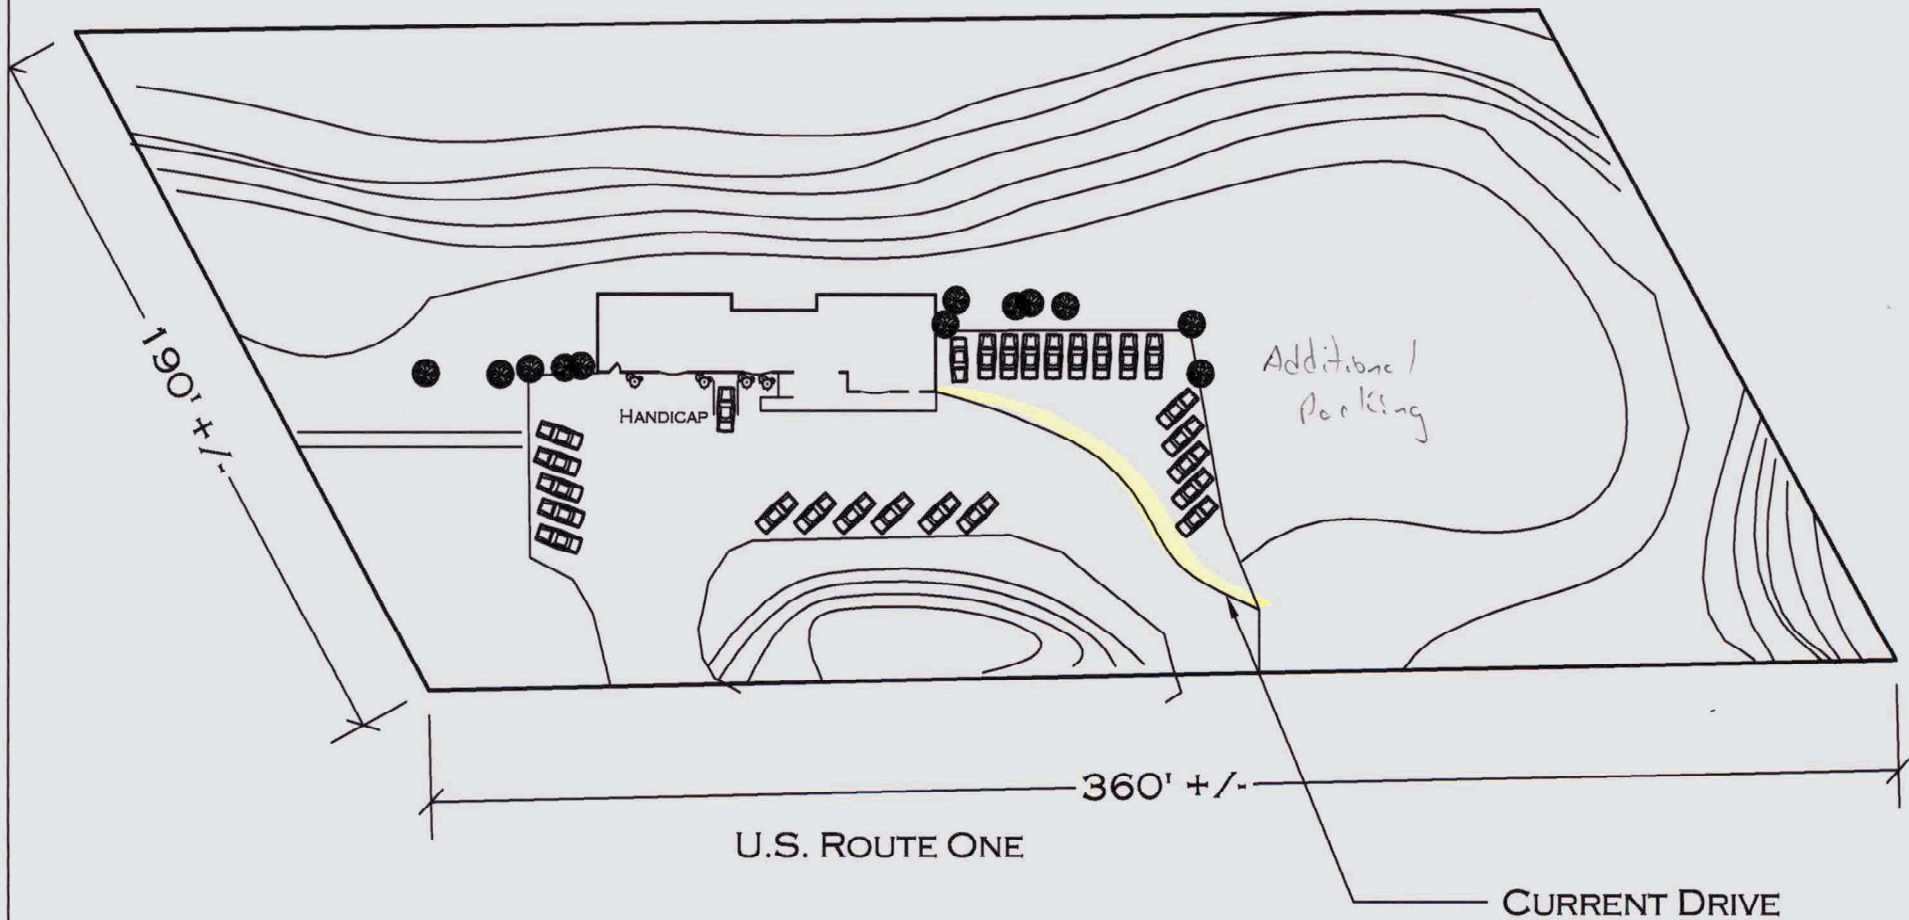 190' +/-
HANDICAP
Additional
Parking
360' +/-
U.S. ROUTE ONE
CURRENT DRIVE